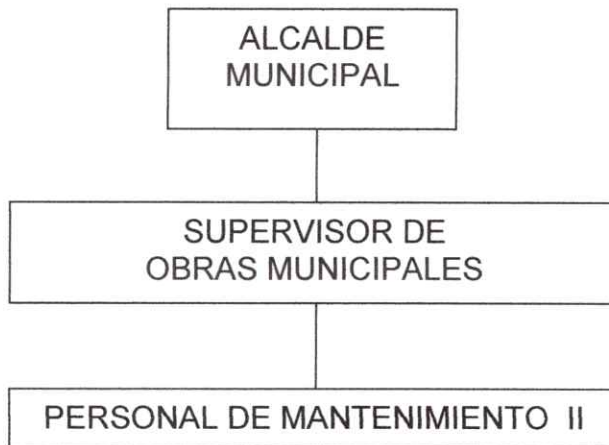 ALCALDE
MUNICIPAL
SUPERVISOR DE
OBRAS MUNICIPALES
PERSONAL DE MANTENIMIENTO II